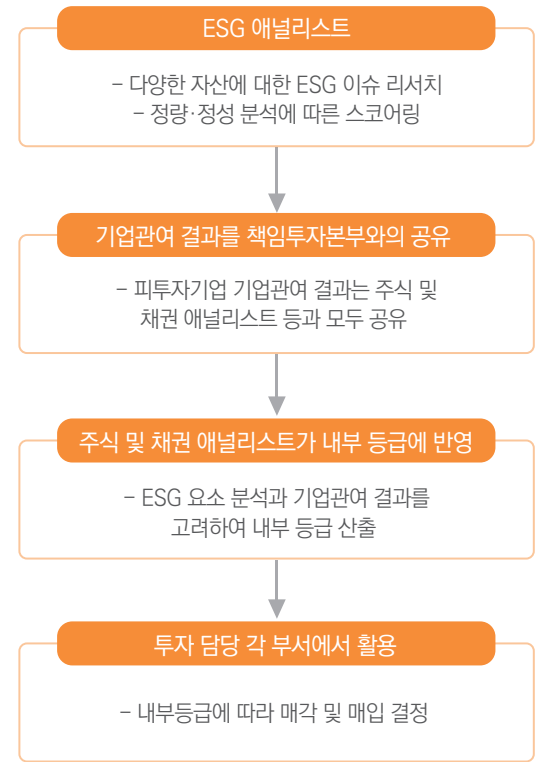 ESG 애널리스트
– 다양한 자산에 대한 ESG 이슈 리서치
– 정량·정성 분석에 따른 스코어링
기업관여 결과를 책임투자본부와의 공유
– 피투자기업 기업관여 결과는 주식 및
채권 애널리스트 등과 모두 공유
주식 및 채권 애널리스트가 내부 등급에 반영
– ESG 요소 분석과 기업관여 결과를
고려하여 내부 등급 산출
투자 담당 각 부서에서 활용
– 내부등급에 따라 매각 및 매입 결정